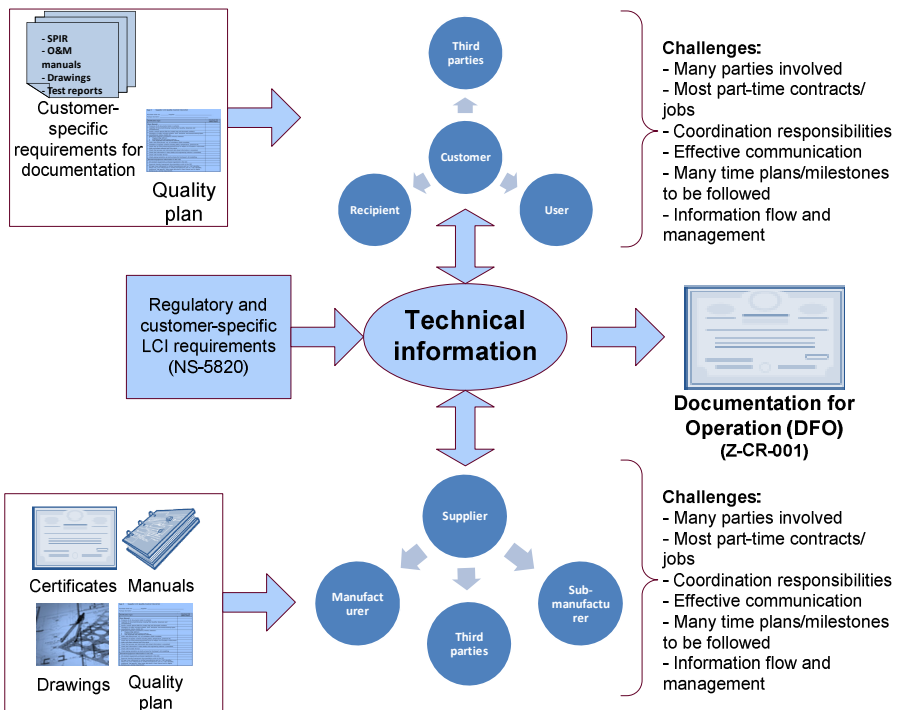 - SPIR
- O&M
manuals
- Drawings
- Test reports
Customer-
specific
requirements for
documentation
Quality
plan
Third
parties
Customer
Recipient
User
Challenges:
- Many parties involved
- Most part-time contracts/
jobs
- Coordination responsibilities
- Effective communication
- Many time plans/milestones
to be followed
- Information flow and
management
Regulatory and
customer-specific
LCI requirements
(NS-5820)
Technical
information
Documentation for
Operation (DFO)
(Z-CR-001)
Certificates
Manuals
Drawings
Quality
plan
Supplier
Manufact
urer
Third
parties
Sub-
manufactu
rer
Challenges:
- Many parties involved
- Most part-time contracts/
jobs
- Coordination responsibilities
- Effective communication
- Many time plans/milestones
to be followed
- Information flow and
management